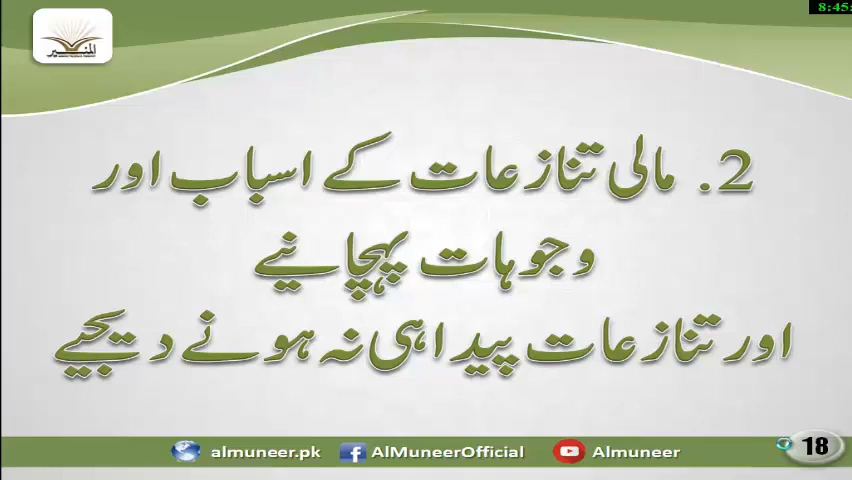 8:45:
المنیر
2. مالی تنازعات کے اسباب اور
وجوہات پہچانیے
اور تنازعات پیدا ہی نہ ہونے دیجیے
almuneer.pk AlMuneerOfficial Almuneer 18